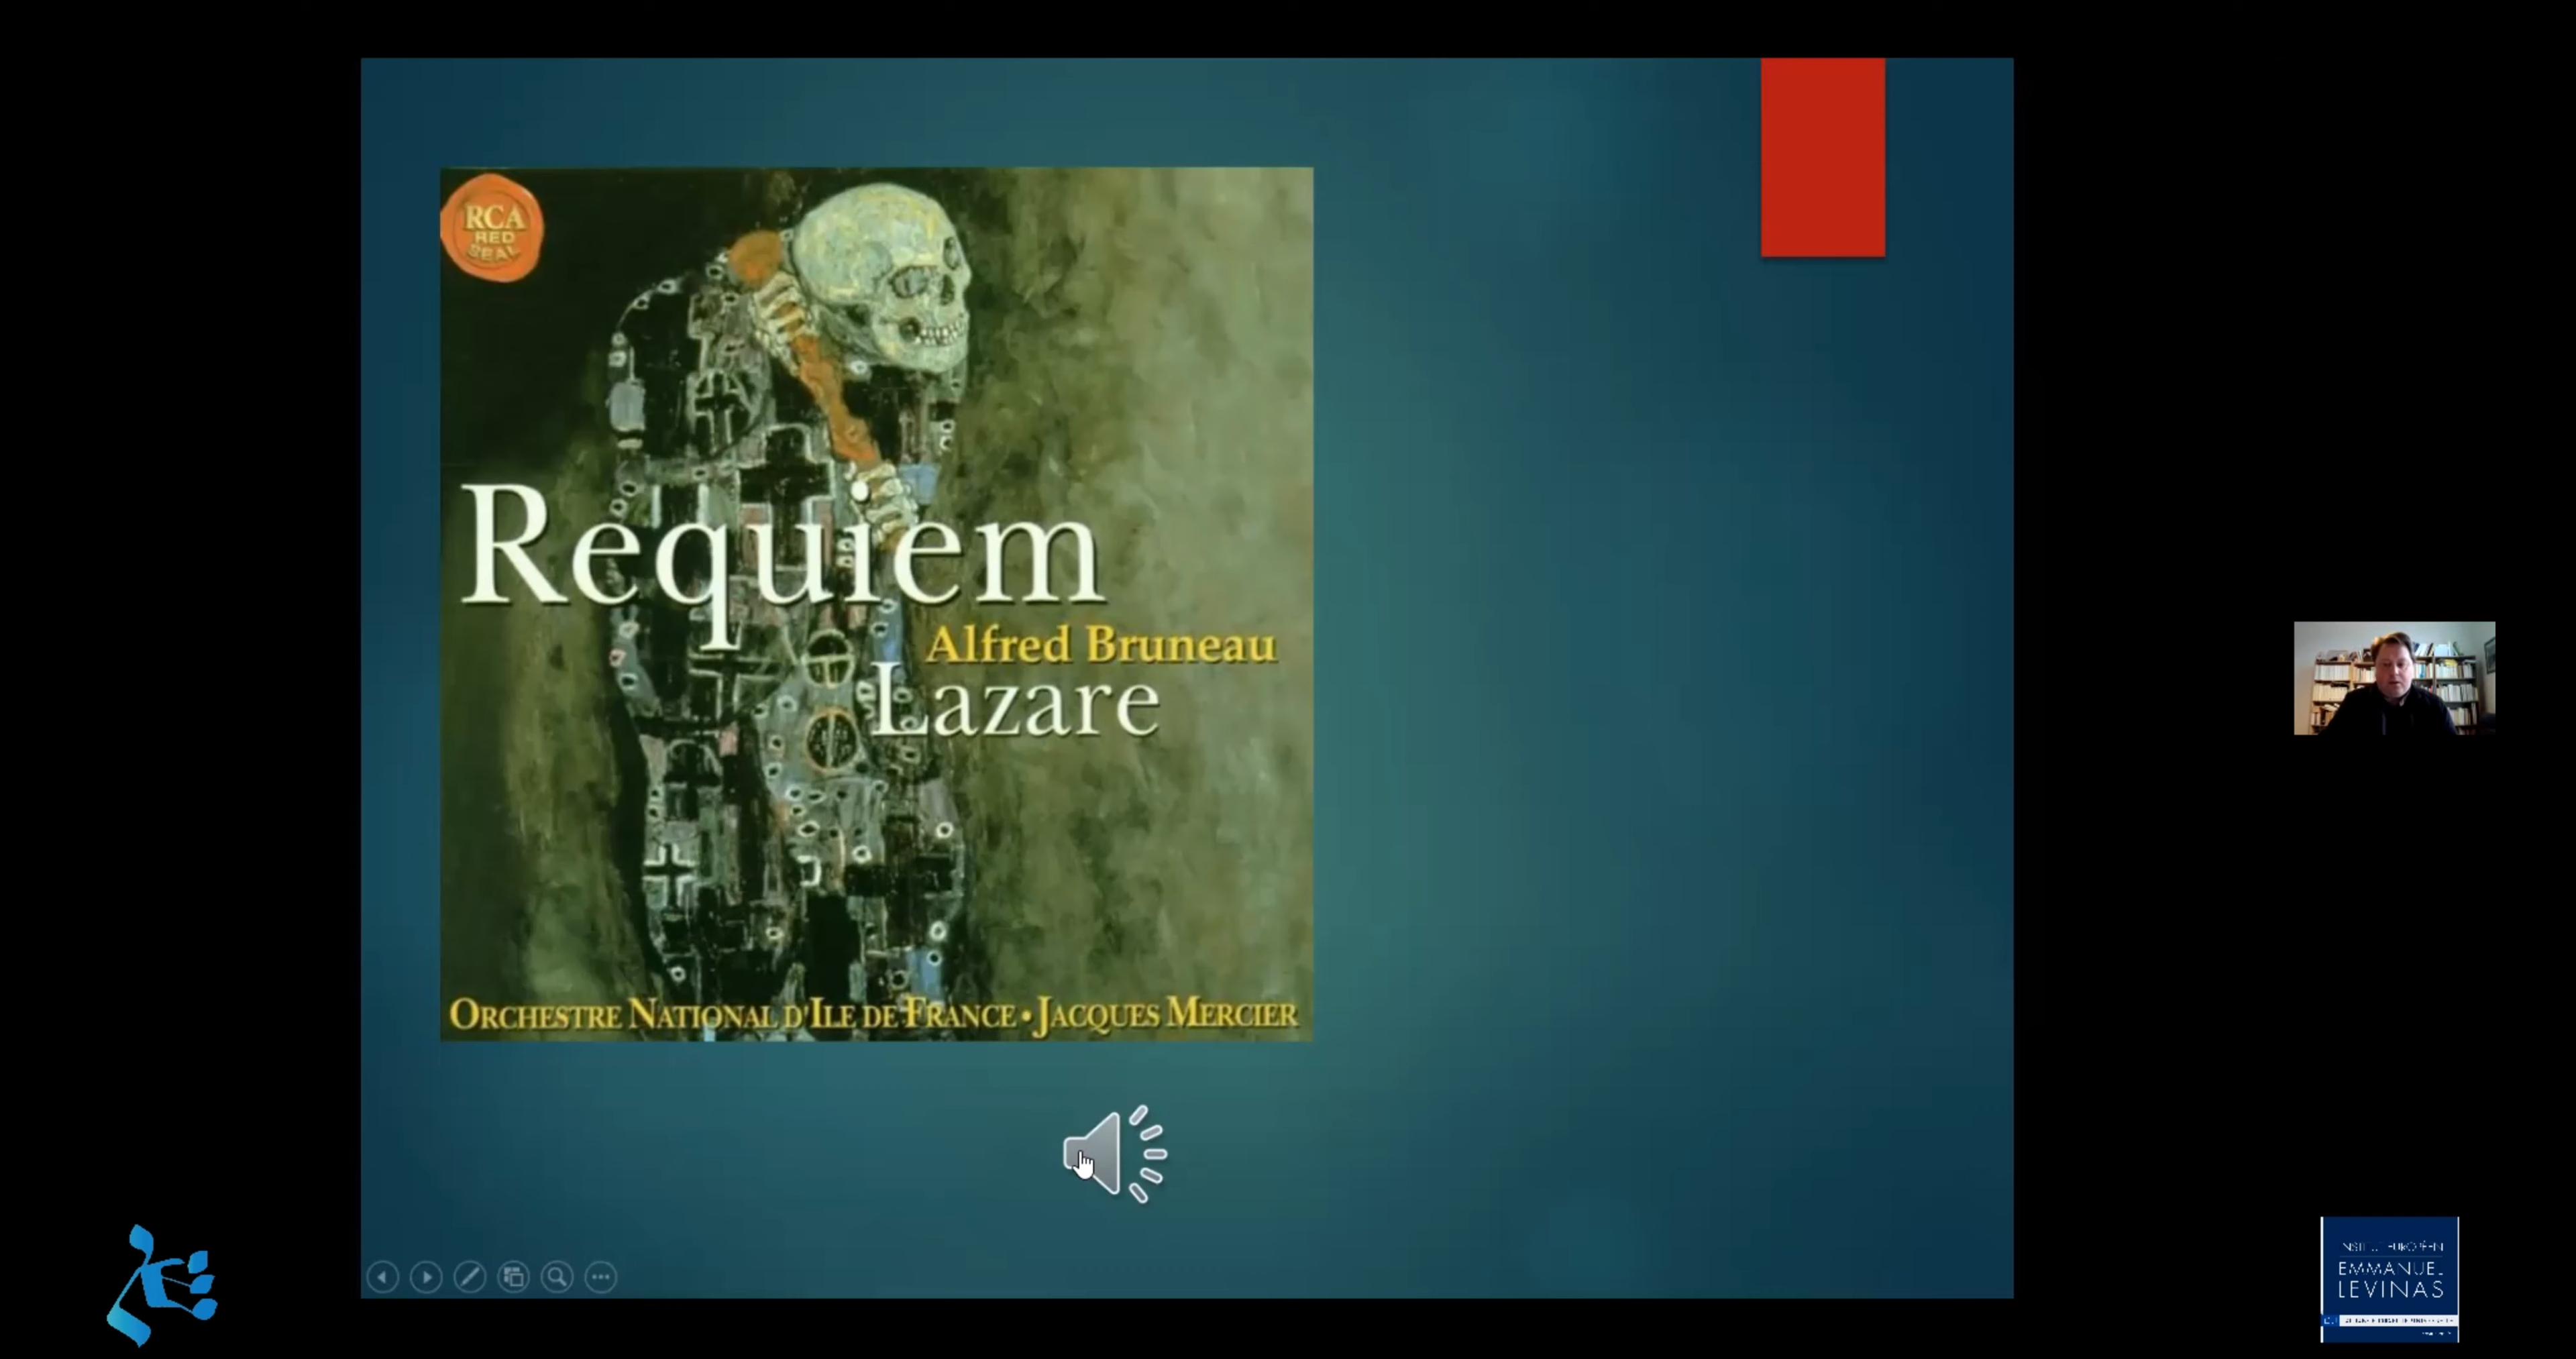 RCA
RED
SEAL
Requiem
Alfred Bruneau
Lazare
ORCHESTRE NATIONAL D'ILE DE FRANCE • JACQUES MERCIER
EMMANUEL
LEVINAS